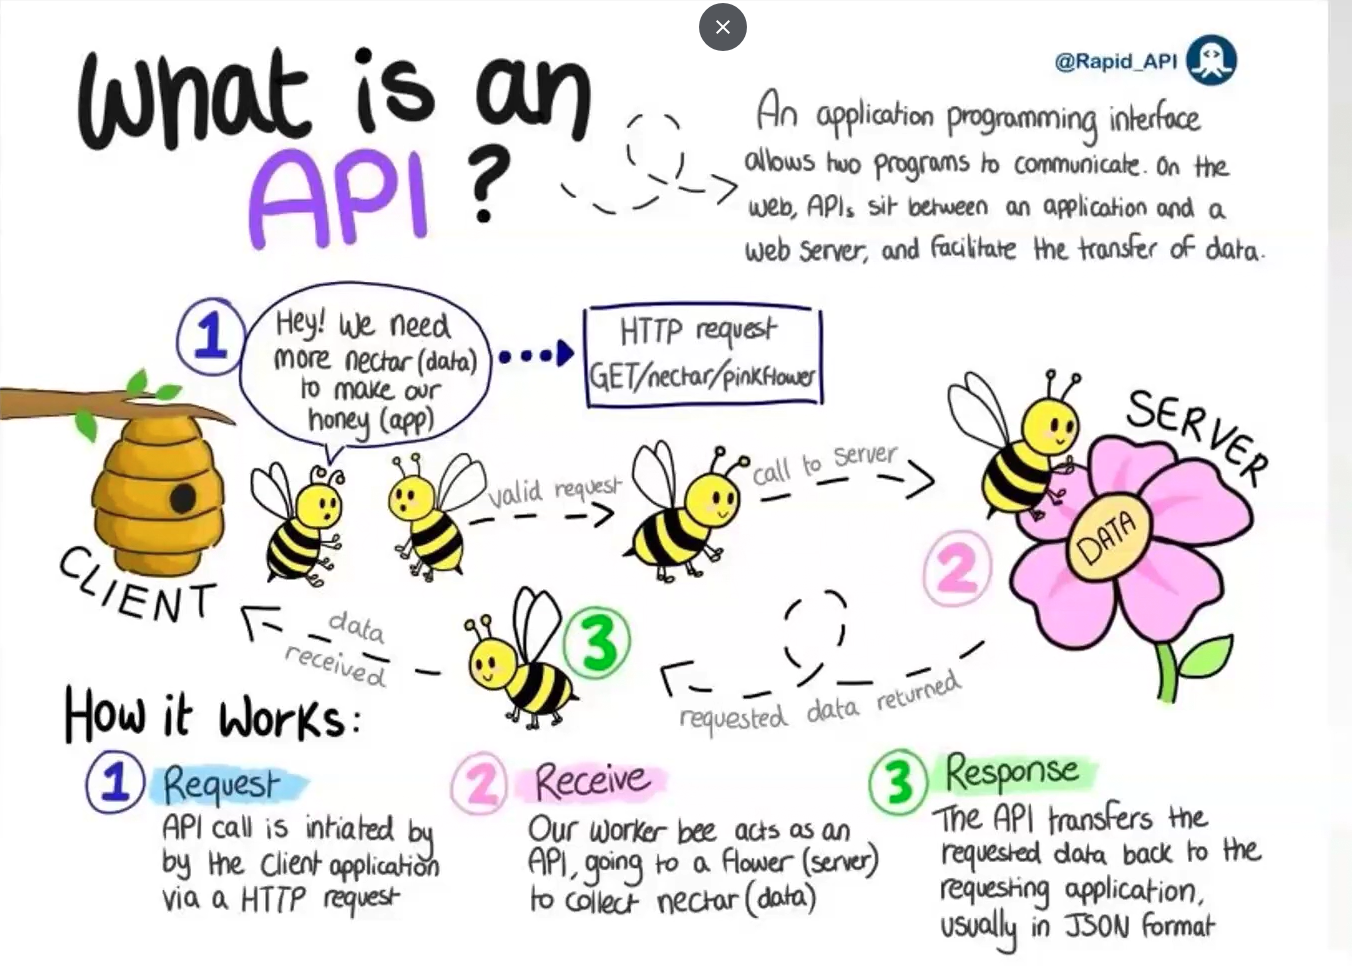 What is an
API ?
@Rapid_API
An application programming interface
allows two programs to communicate. On the
web, APIs sit between an application and a
web server, and facilitate the transfer of data.
1
Hey! We need
more nectar (data)
to make our
honey (app)
HTTP request
GET/nectar/pinkflower
CLIENT
valid request
call to server
SERVER
DATA
2
3
data
received
requested data returned
How it works:
1 Request
API call is intiated by
by the client application
via a HTTP request
2 Receive
Our worker bee acts as an
API, going to a flower (server)
to collect nectar (data)
3 Response
The API transfers the
requested data back to the
requesting application,
usually in JSON format